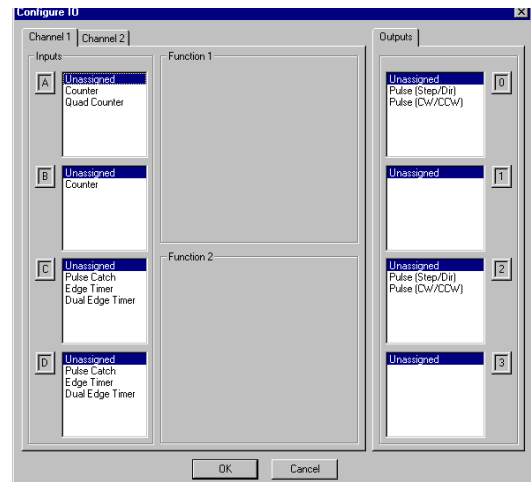 Configure IO
Channel 1
Channel 2
Outputs
Inputs
A
Unassigned
Counter
Quad Counter
B
Unassigned
Counter
C
Unassigned
Pulse Catch
Edge Timer
Dual Edge Timer
D
Unassigned
Pulse Catch
Edge Timer
Dual Edge Timer
Function 1
Function 2
Unassigned
Pulse (Step/Dir)
Pulse (CW/CCW)
0
Unassigned
1
Unassigned
Pulse (Step/Dir)
Pulse (CW/CCW)
2
Unassigned
3
OK
Cancel